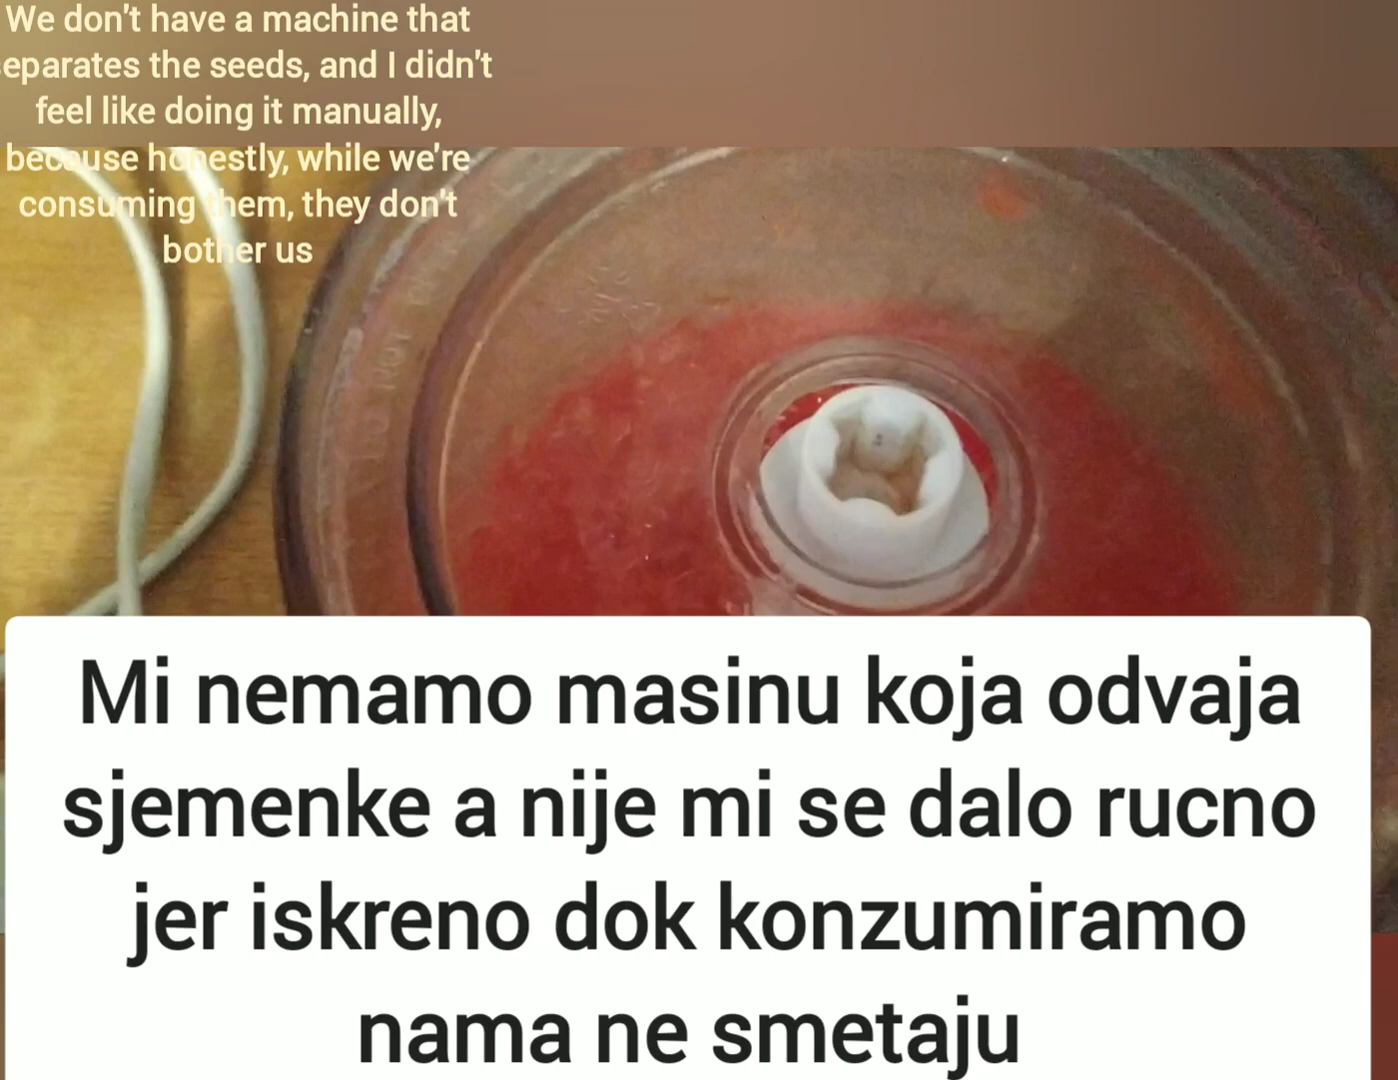 We don't have a machine that
separates the seeds, and I didn't
feel like doing it manually,
because honestly, while we're
consuming them, they don't
bother us
Mi nemamo masinu koja odvaja
sjemenke a nije mi se dalo rucno
jer iskreno dok konzumiramo
nama ne smetaju